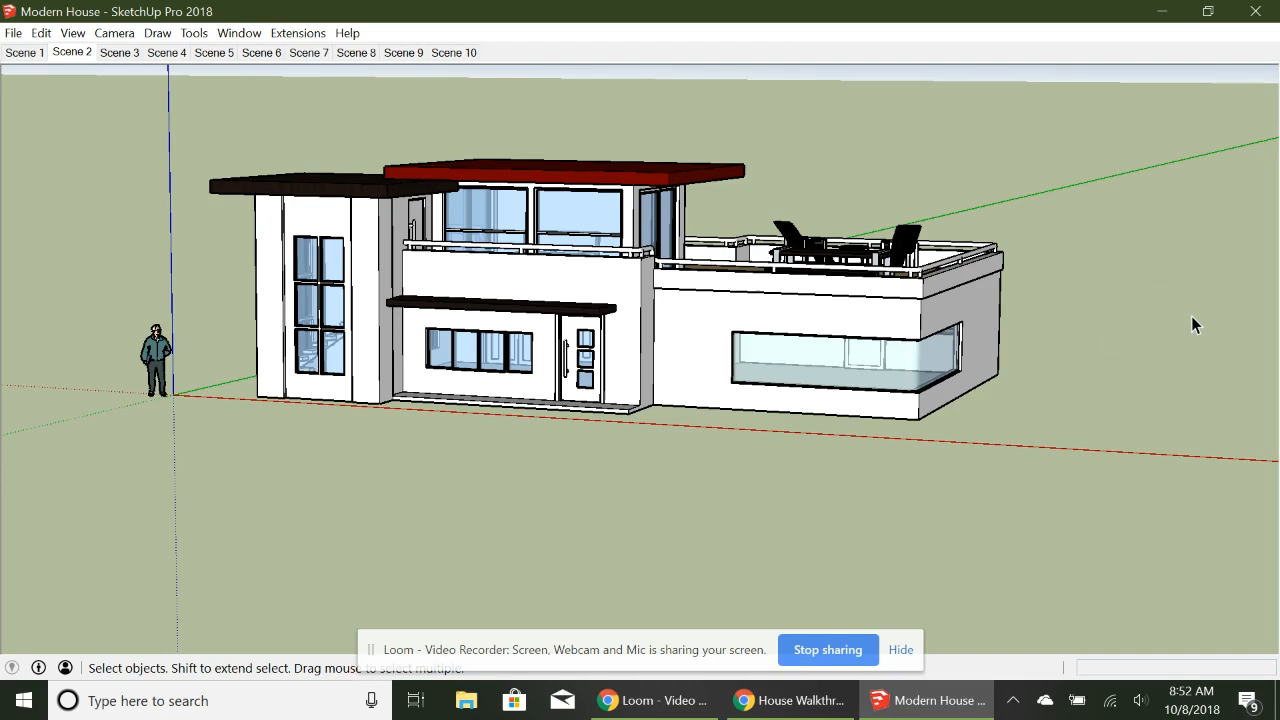 Modern House - SketchUp Pro 2018
File Edit View Camera Draw Tools Window Extensions Help
Scene 1 Scene 2 Scene 3 Scene 4 Scene 5 Scene 6 Scene 7 Scene 8 Scene 9 Scene 10
Loom - Video Recorder: Screen, Webcam and Mic is sharing your screen. Stop sharing Hide
Select objects. Shift to extend select. Drag mouse to select multiple.
Type here to search Loom - Video ... House Walkthr... Modern House ... 8:52 AM
10/8/2018 9